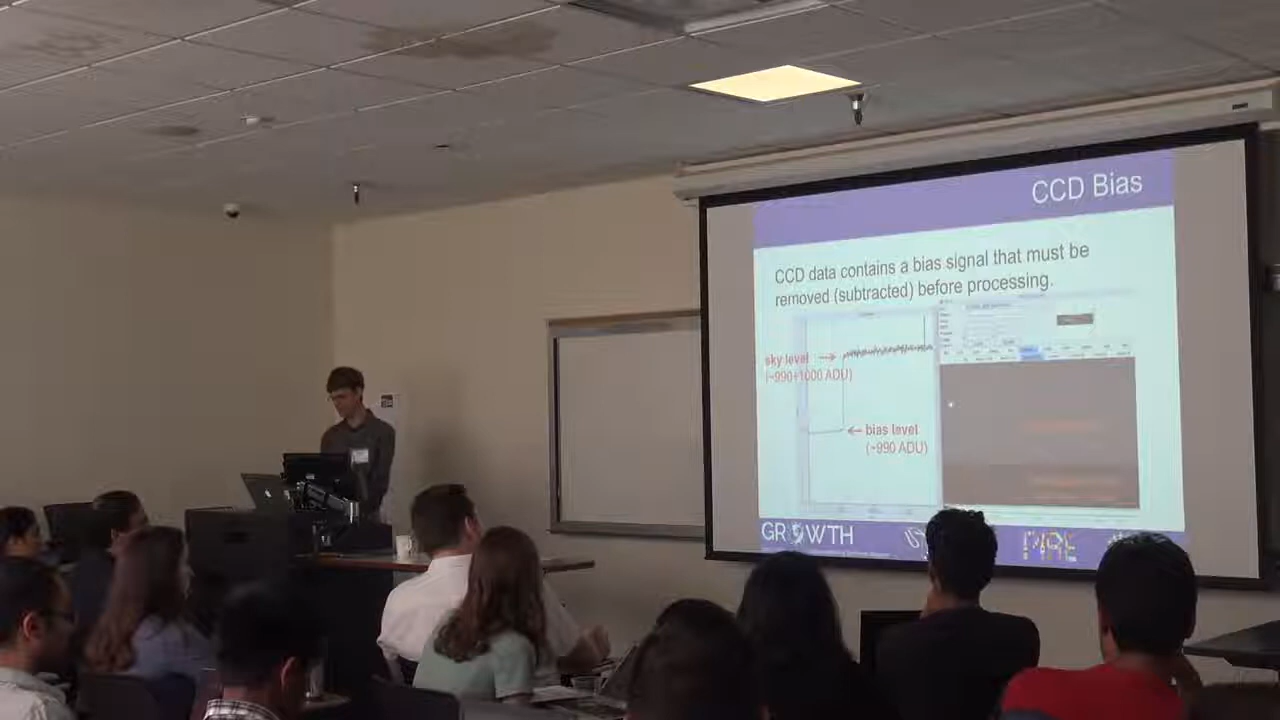 CCD Bias
CCD data contains a bias signal that must be
removed (subtracted) before processing.
sky level
(~990+1000 ADU)
bias level
(~990 ADU)
GROWTH
PIRE